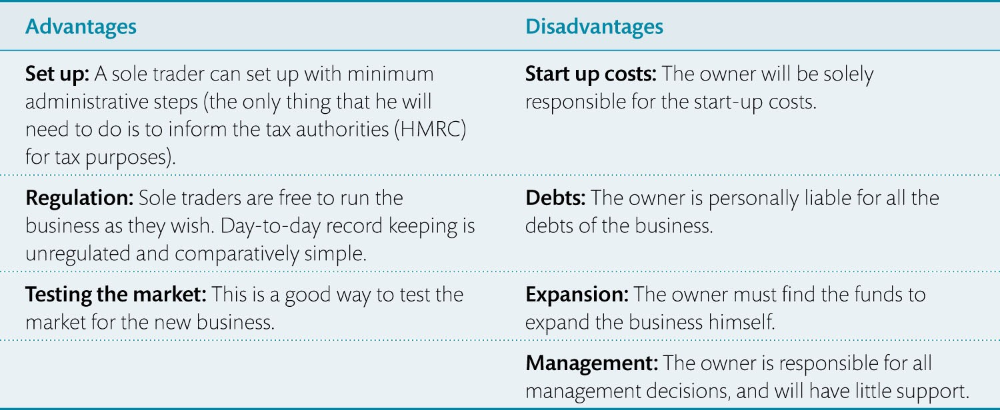 Advantages
Disadvantages
Set up: A sole trader can set up with minimum
administrative steps (the only thing that he will
need to do is to inform the tax authorities (HMRC)
for tax purposes).
Start up costs: The owner will be solely
responsible for the start-up costs.
Regulation: Sole traders are free to run the
business as they wish. Day-to-day record keeping is
unregulated and comparatively simple.
Debts: The owner is personally liable for all the
debts of the business.
Testing the market: This is a good way to test the
market for the new business.
Expansion: The owner must find the funds to
expand the business himself.
Management: The owner is responsible for all
management decisions, and will have little support.